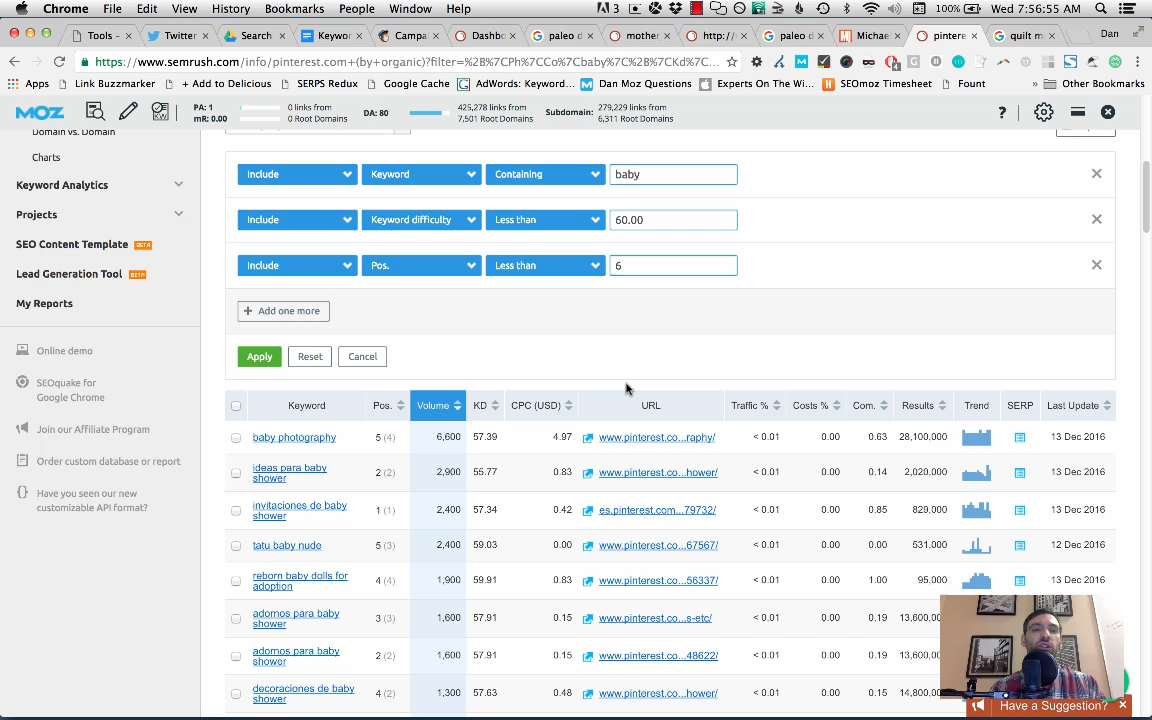 Chrome File Edit View History Bookmarks People Window Help 3 100% Wed 7:56:55 AM
Tools - Twitter Search Keywor Campa Dashbo paleo d mother http:// paleo d Michae pintere quilt m Dan
https://www.semrush.com/info/pinterest.com+(by+organic)?filter=%2B%7CPh%7CCo%7Cbaby%7C%2B%7CKd%7C...
Apps Link Buzzmarker + Add to Delicious SERPS Redux Google Cache AdWords: Keyword... Dan Moz Questions Experts On The Wi... SEOmoz Timesheet Fount » Other Bookmarks
MOZ KW PA: 1 0 links from DA: 80 425,278 links from Subdomain: 279,229 links from ?
mR: 0.00 0 Root Domains 7,501 Root Domains 6,311 Root Domains
Domain vs. Domain
Charts
Keyword Analytics
Projects
SEO Content Template BETA
Lead Generation Tool BETA
My Reports
Online demo
SEOquake for
Google Chrome
Join our Affiliate Program
Order custom database or report
Have you seen our new
customizable API format?
Include Keyword Containing baby
Include Keyword difficulty Less than 60.00
Include Pos. Less than 6
+ Add one more
Apply Reset Cancel
Keyword Pos. Volume KD CPC (USD) URL Traffic % Costs % Com. Results Trend SERP Last Update
baby photography 5 (4) 6,600 57.39 4.97 www.pinterest.co...raphy/ < 0.01 0.00 0.63 28,100,000 13 Dec 2016
ideas para baby shower 2 (2) 2,900 55.77 0.83 www.pinterest.co...hower/ < 0.01 0.00 0.14 2,020,000 13 Dec 2016
invitaciones de baby shower 1 (1) 2,400 57.34 0.42 es.pinterest.com...79732/ < 0.01 0.00 0.85 829,000 13 Dec 2016
tatu baby nude 5 (3) 2,400 59.03 0.00 www.pinterest.co...67567/ < 0.01 0.00 0.00 531,000 12 Dec 2016
reborn baby dolls for adoption 4 (4) 1,900 59.91 0.83 www.pinterest.co...56337/ < 0.01 0.00 1.00 95,000 13 Dec 2016
adornos para baby shower 3 (3) 1,600 57.91 0.15 www.pinterest.co...s-etc/ < 0.01 0.00 0.19 13,600,00
adornos para baby shower 2 (2) 1,600 57.91 0.15 www.pinterest.co...48622/ < 0.01 0.00 0.19 13,600,00
decoraciones de baby shower 4 (2) 1,300 57.63 0.48 www.pinterest.co...hower/ < 0.01 0.00 0.15 14,800,00
Have a Suggestion?